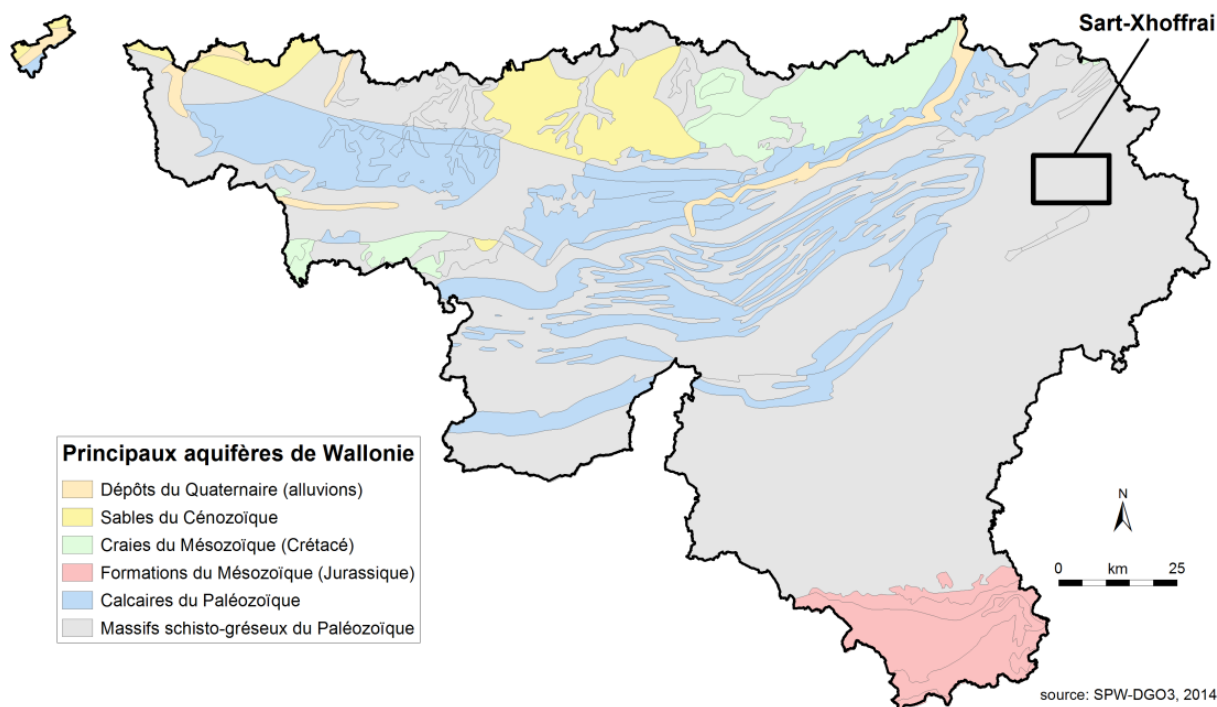 Sart-Xhoffrai
Principaux aquifères de Wallonie
Dépôts du Quaternaire (alluvions)
Sables du Cénozoïque
Craies du Mésozoïque (Crétacé)
Formations du Mésozoïque (Jurassique)
Calcaires du Paléozoïque
Massifs schisto-gréseux du Paléozoïque
N
0 km 25
source: SPW-DGO3, 2014